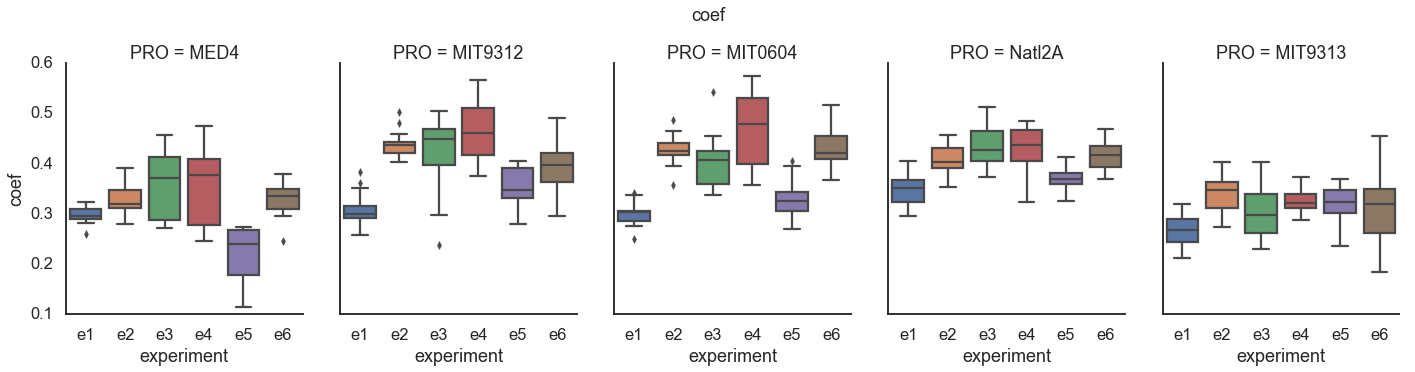 coef
PRO = MED4
PRO = MIT9312
PRO = MIT0604
PRO = Natl2A
PRO = MIT9313
coef
0.6
0.5
0.4
0.3
0.2
0.1
e1 e2 e3 e4 e5 e6
e1 e2 e3 e4 e5 e6
e1 e2 e3 e4 e5 e6
e1 e2 e3 e4 e5 e6
e1 e2 e3 e4 e5 e6
experiment
experiment
experiment
experiment
experiment